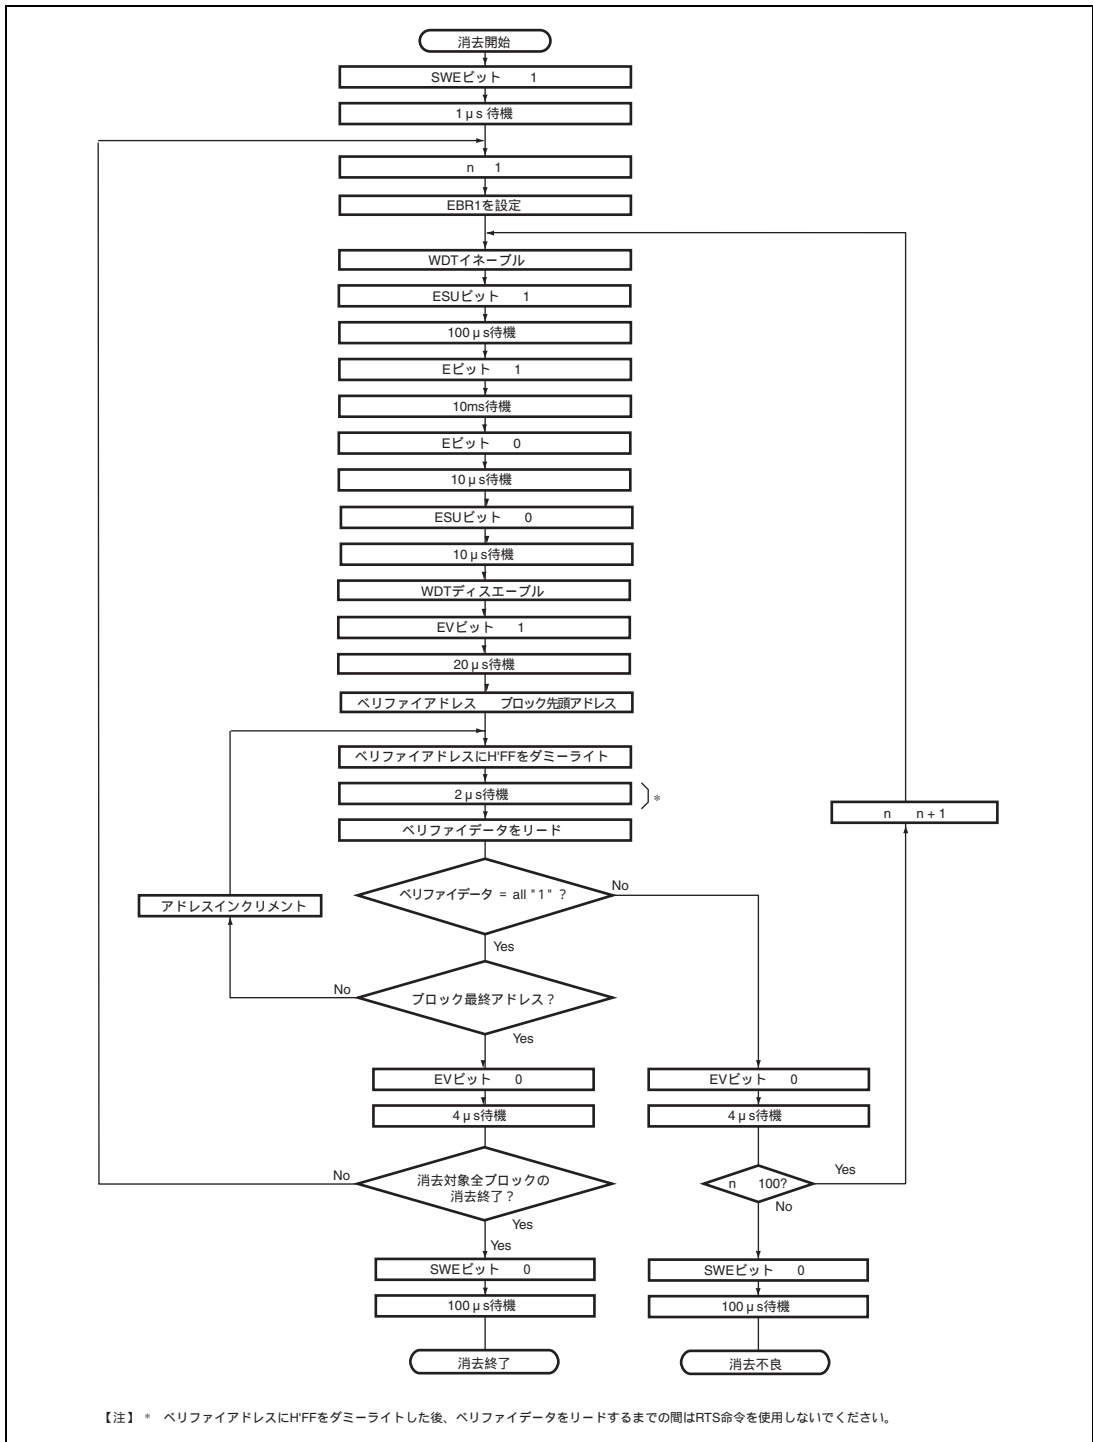 消去開始
SWEビット 1
1μs 待機
n 1
EBR1を設定
WDTイネーブル
ESUビット 1
100μs待機
Eビット 1
10ms待機
Eビット 0
10μs待機
ESUビット 0
10μs待機
WDTディスエーブル
EVビット 1
20μs待機
ベリファイアドレス ブロック先頭アドレス
ベリファイアドレスにH'FFをダミーライト
2μs待機
*
n n + 1
ベリファイデータをリード
ベリファイデータ = all "1" ?
No
アドレスインクリメント
Yes
No
ブロック最終アドレス?
Yes
EVビット 0
EVビット 0
4μs待機
4μs待機
No
消去対象全ブロックの
消去終了?
n 100?
Yes
No
Yes
Yes
SWEビット 0
SWEビット 0
100μs待機
100μs待機
消去終了
消去不良
【注】 * ベリファイアドレスにH'FFをダミーライトした後、ベリファイデータをリードするまでの間はRTS命令を使用しないでください。